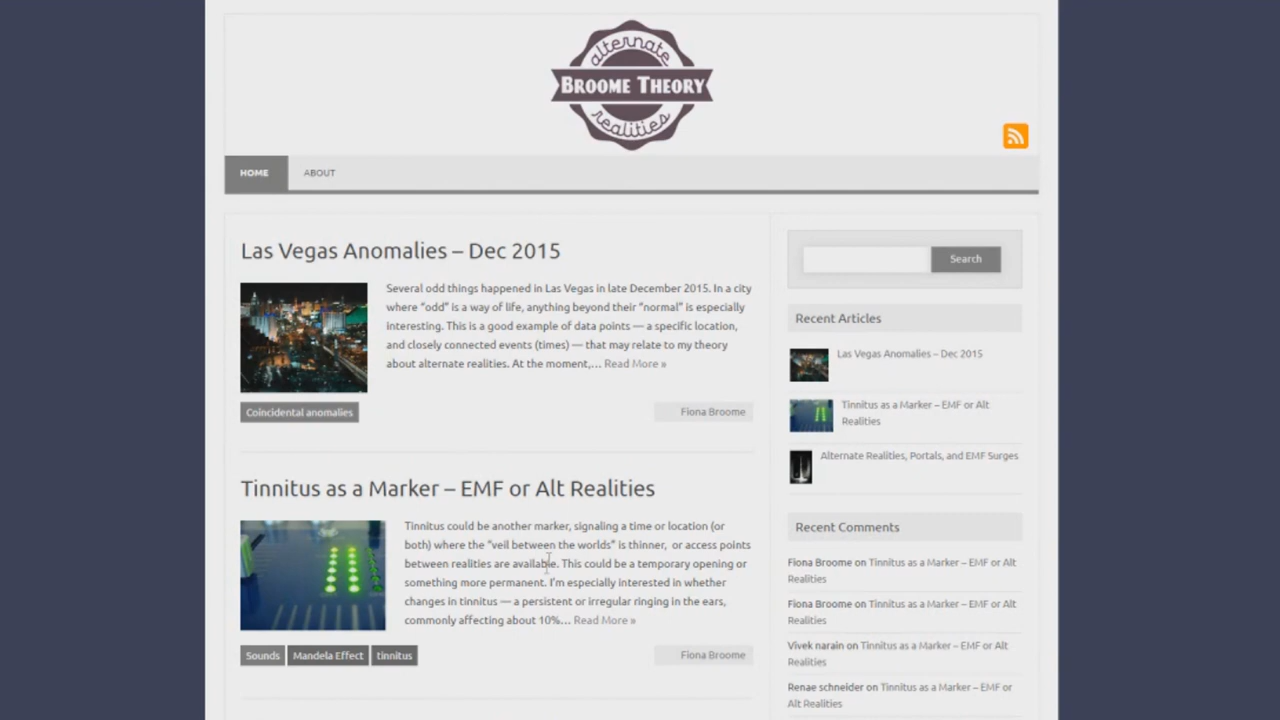 alternate
BROOME THEORY
realities
HOME
ABOUT
Las Vegas Anomalies – Dec 2015
Several odd things happened in Las Vegas in late December 2015. In a city
where “odd” is a way of life, anything beyond their “normal” is especially
interesting. This is a good example of data points — a specific location,
and closely connected events (times) — that may relate to my theory
about alternate realities. At the moment,… Read More »
Coincidental anomalies
Fiona Broome
Tinnitus as a Marker – EMF or Alt Realities
Tinnitus could be another marker, signaling a time or location (or
both) where the “veil between the worlds” is thinner, or access points
between realities are available. This could be a temporary opening or
something more permanent. I’m especially interested in whether
changes in tinnitus — a persistent or irregular ringing in the ears,
commonly affecting about 10%… Read More »
Sounds
Mandela Effect
tinnitus
Fiona Broome
Search
Recent Articles
Las Vegas Anomalies – Dec 2015
Tinnitus as a Marker – EMF or Alt
Realities
Alternate Realities, Portals, and EMF Surges
Recent Comments
Fiona Broome on Tinnitus as a Marker – EMF or Alt
Realities
Fiona Broome on Tinnitus as a Marker – EMF or Alt
Realities
Vivek narain on Tinnitus as a Marker – EMF or Alt
Realities
Renae schneider on Tinnitus as a Marker – EMF or
Alt Realities